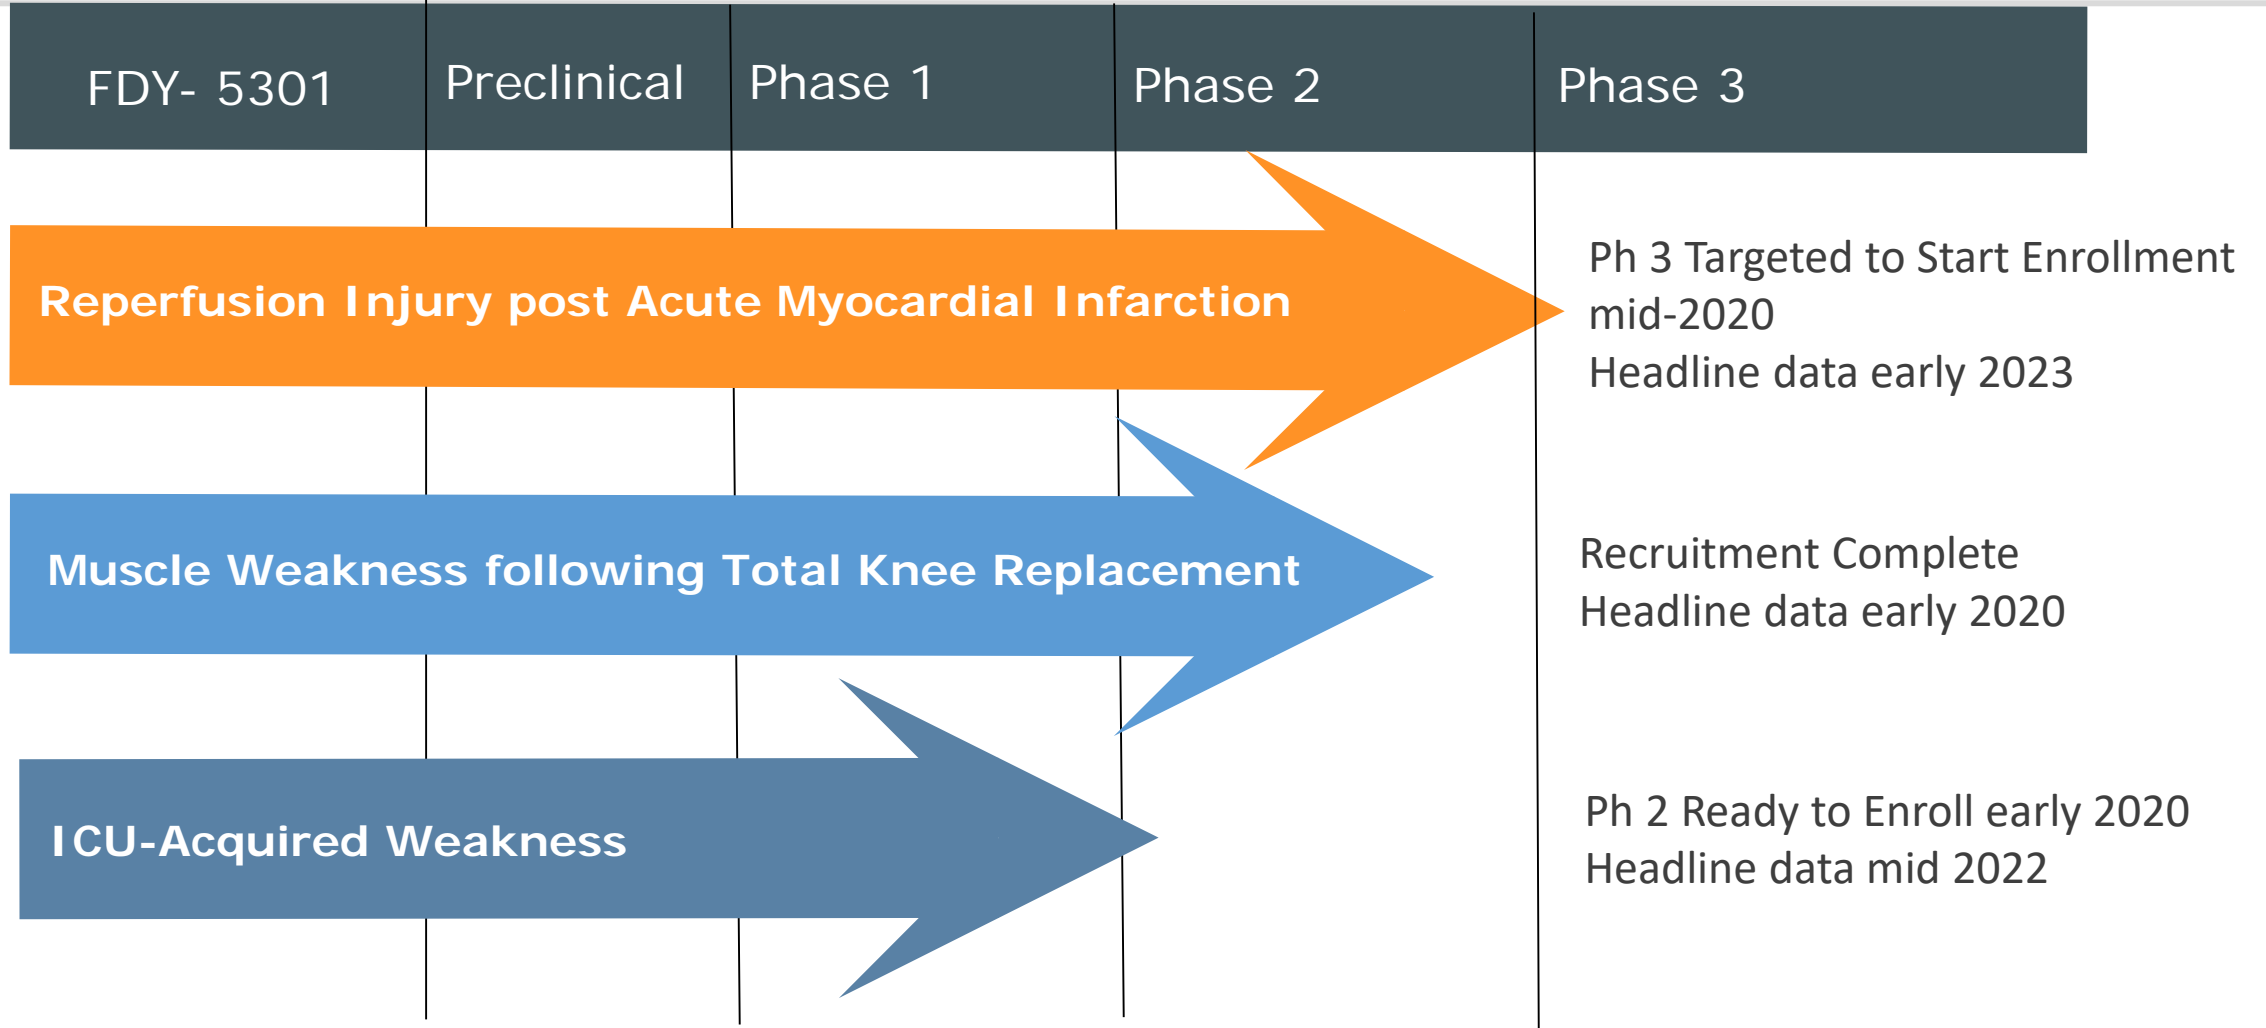 FDY- 5301
Preclinical
Phase 1
Phase 2
Phase 3
Reperfusion Injury post Acute Myocardial Infarction
Ph 3 Targeted to Start Enrollment
mid-2020
Headline data early 2023
Muscle Weakness following Total Knee Replacement
Recruitment Complete
Headline data early 2020
ICU-Acquired Weakness
Ph 2 Ready to Enroll early 2020
Headline data mid 2022